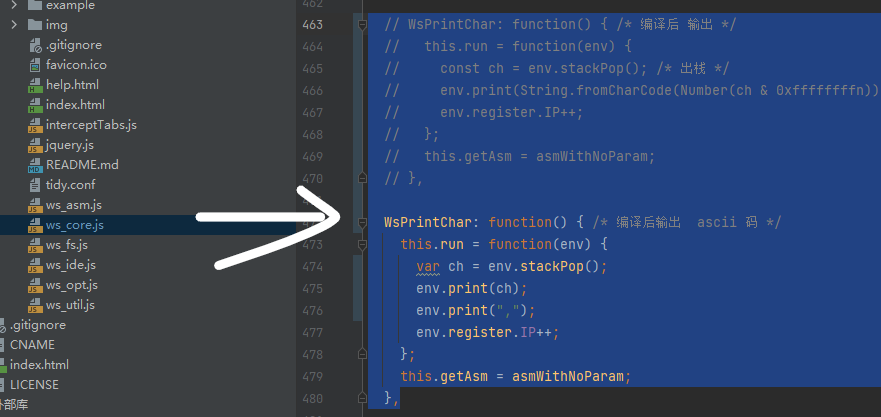 example
img
.gitignore
favicon.ico
help.html
index.html
interceptTabs.js
jquery.js
README.md
tidy.conf
ws_asm.js
ws_core.js
ws_fs.js
ws_ide.js
ws_opt.js
ws_util.js
.gitignore
CNAME
index.html
LICENSE
外部库
463 // WsPrintChar: function() { /* 编译后 输出 */
464 //   this.run = function(env) {
465 //     const ch = env.stackPop(); /* 出栈 */
466 //     env.print(String.fromCharCode(Number(ch & 0xffffffffn))
467 //     env.register.IP++;
468 //   };
469 //   this.getAsm = asmWithNoParam;
470 // },
WsPrintChar: function() { /* 编译后输出  ascii 码 */
473   this.run = function(env) {
474     var ch = env.stackPop();
475     env.print(ch);
476     env.print(",");
477     env.register.IP++;
478   };
479   this.getAsm = asmWithNoParam;
480 },